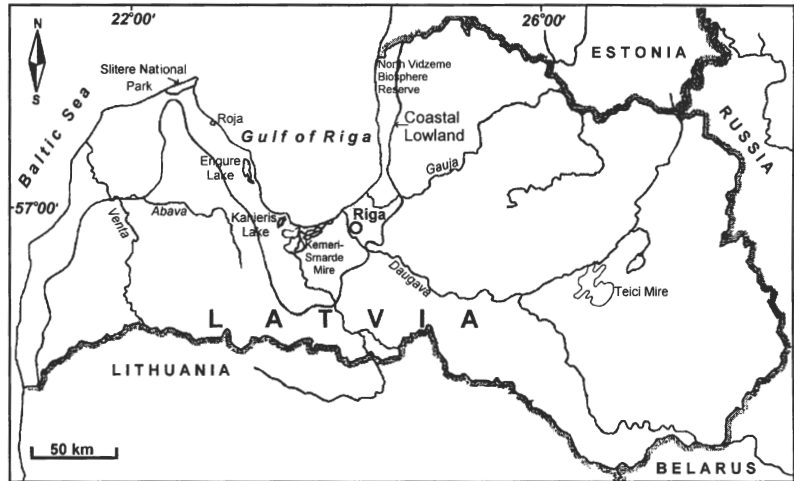 22°00'
26°00'
N
S
ESTONIA
Slitere National
Park
North Vidzeme
Biosphere
Reserve
Baltic Sea
Roja
Gulf of Riga
Coastal
Lowland
RUSSIA
Engure
Lake
Gauja
57°00'
Abava
Venta
Kanieris
Lake
Riga
Kemeri-
Smarde
Mire
Daugava
Teici Mire
LATVIA
LITHUANIA
50 km
BELARUS